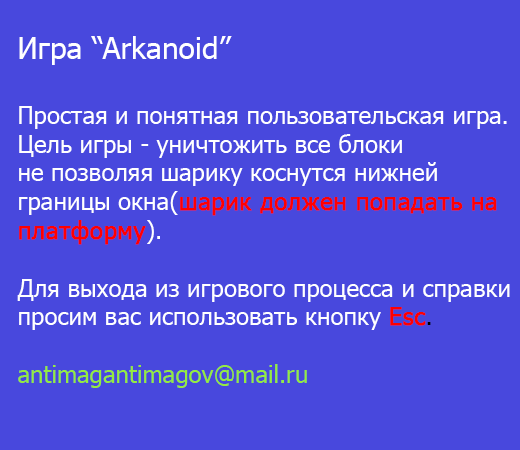 Игра “Arkanoid”
Простая и понятная пользовательская игра.
Цель игры - уничтожить все блоки
не позволяя шарику коснутся нижней
границы окна(шарик должен попадать на
платформу).
Для выхода из игрового процесса и справки
просим вас использовать кнопку Esc.
antimagantimagov@mail.ru